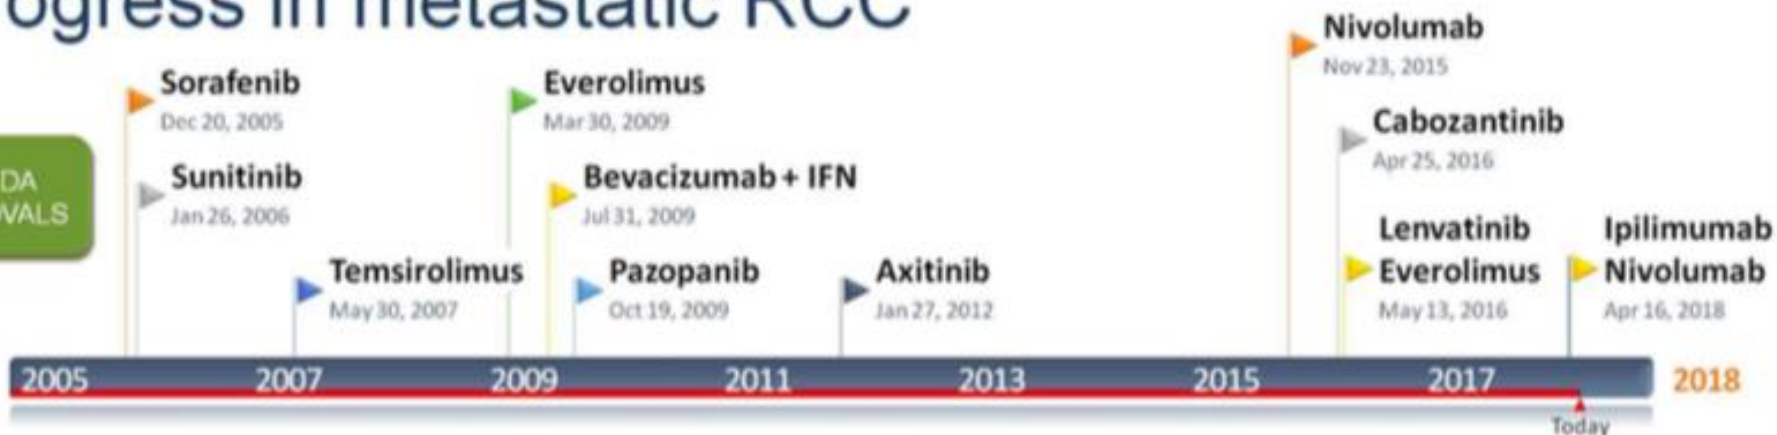 ogress in metastatic RCC
Nivolumab
Nov 23, 2015
Sorafenib
Dec 20, 2005
Everolimus
Mar 30, 2009
Cabozantinib
Apr 25, 2016
DA
OVALS
Sunitinib
Jan 26, 2006
Bevacizumab + IFN
Jul 31, 2009
Lenvatinib
Everolimus
May 13, 2016
Ipilimumab
Nivolumab
Apr 16, 2018
Temsirolimus
May 30, 2007
Pazopanib
Oct 19, 2009
Axitinib
Jan 27, 2012
2005 2007 2009 2011 2013 2015 2017 2018
Today